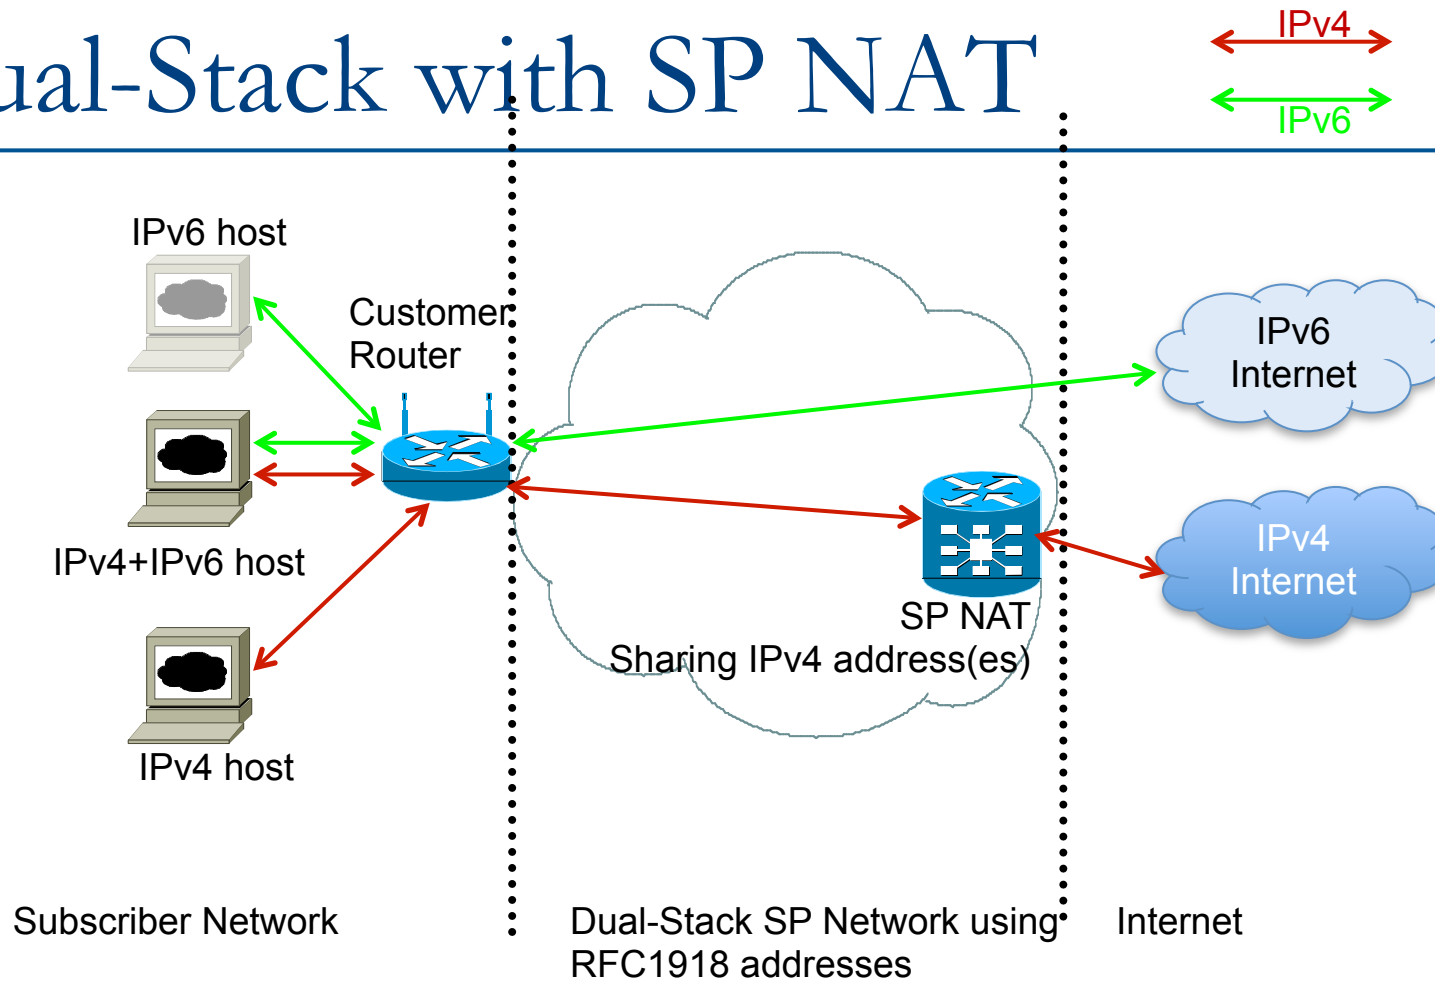 ual-Stack with SP NAT
IPv4
IPv6
IPv6 host
Customer
Router
IPv6
Internet
IPv4+IPv6 host
IPv4
Internet
SP NAT
Sharing IPv4 address(es)
IPv4 host
Subscriber Network
Dual-Stack SP Network using
RFC1918 addresses
Internet